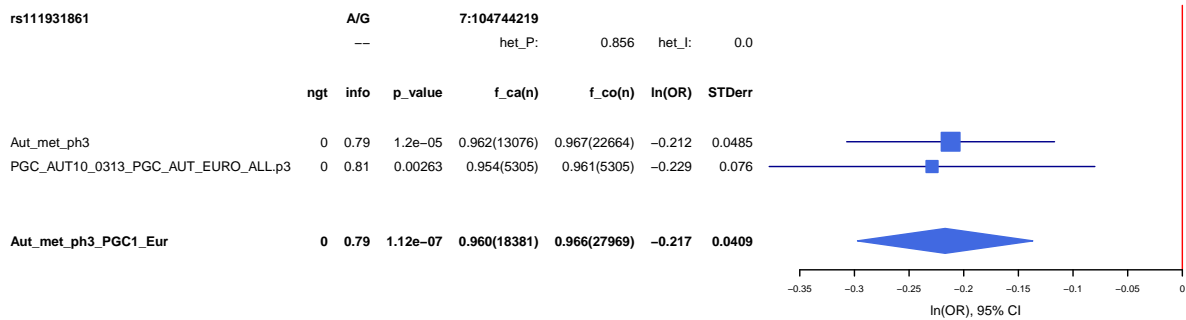 rs111931861 A/G 7:104744219
−− het_P: 0.856 het_I: 0.0
ngt info p_value f_ca(n) f_co(n) ln(OR) STDerr
Aut_met_ph3 0 0.79 1.2e−05 0.962(13076) 0.967(22664) −0.212 0.0485
PGC_AUT10_0313_PGC_AUT_EURO_ALL.p3 0 0.81 0.00263 0.954(5305) 0.961(5305) −0.229 0.076
Aut_met_ph3_PGC1_Eur 0 0.79 1.12e−07 0.960(18381) 0.966(27969) −0.217 0.0409
−0.35 −0.3 −0.25 −0.2 −0.15 −0.1 −0.05 0
ln(OR), 95% CI